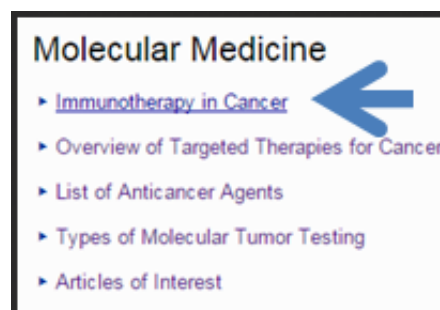 Molecular Medicine
Immunotherapy in Cancer
Overview of Targeted Therapies for Cancer
List of Anticancer Agents
Types of Molecular Tumor Testing
Articles of Interest